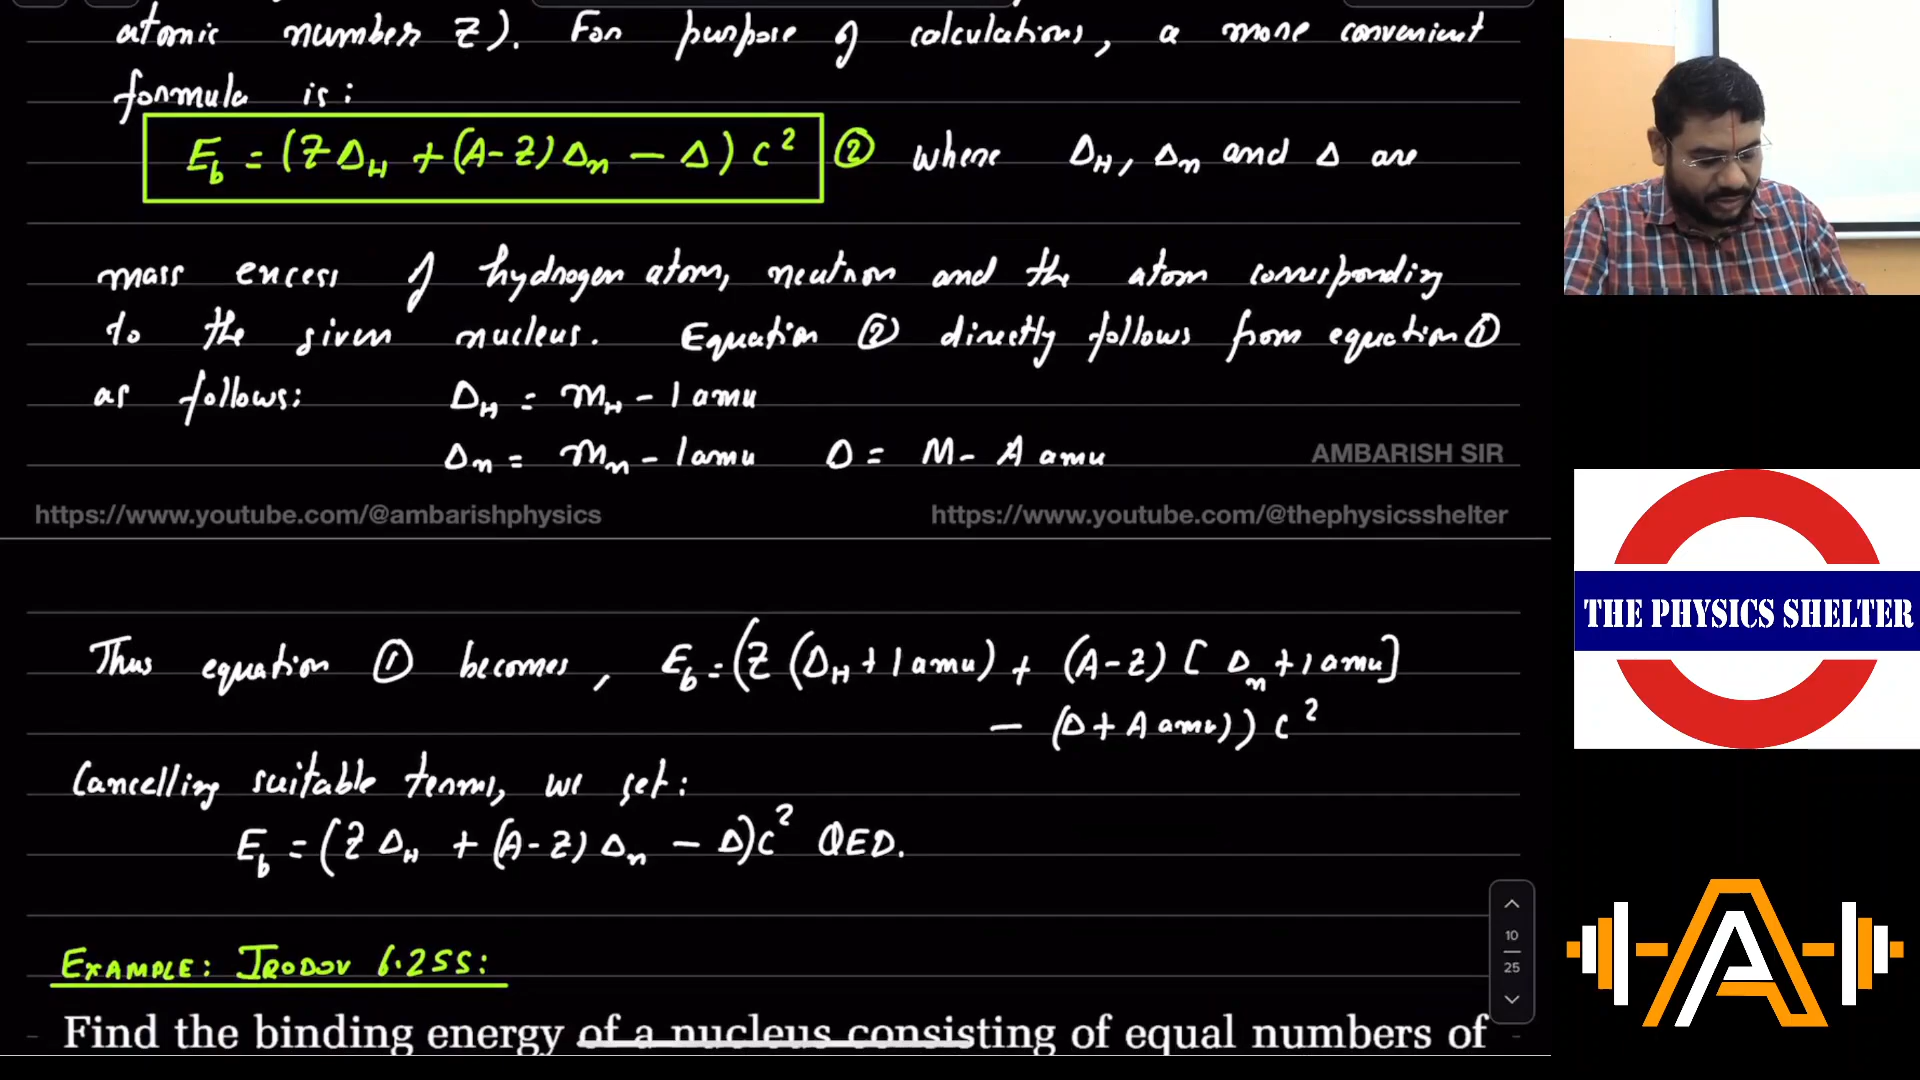 atomic number Z). For purpose of calculations, a more convenient
formula is:
E_b = (Z Δ_H + (A-Z) Δ_n - Δ) c² ② where Δ_H, Δ_n and Δ are
mass excess of hydrogen atom, neutron and the atom corresponding
to the given nucleus. Equation ② directly follows from equation ①
as follows: Δ_H = m_H - 1 amu
Δ_n = m_n - 1 amu Δ = M - A amu
AMBARISH SIR
https://www.youtube.com/@ambarishphysics
https://www.youtube.com/@thephysicsshelter
Thus equation ① becomes, E_b = (Z (Δ_H + 1 amu) + (A-Z) [Δ_n + 1 amu]
- (Δ + A amu)) c²
Cancelling suitable terms, we get:
E_b = (Z Δ_H + (A-Z) Δ_n - Δ) c² QED.
EXAMPLE: IRODOV 6.255:
Find the binding energy of a nucleus consisting of equal numbers of
10
25
THE PHYSICS SHELTER
A